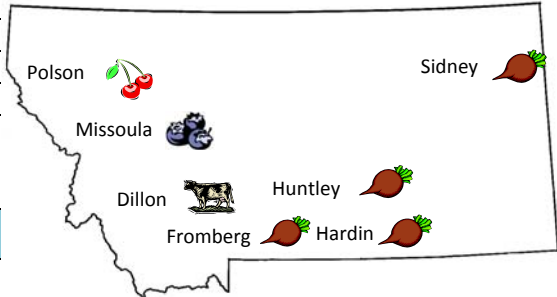 Sidney
Polson
Missoula
Dillon
Huntley
Fromberg
Hardin